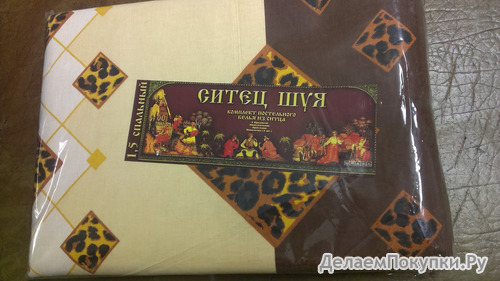 1,5 спальный
СИТЕЦ ШУЯ
КОМПЛЕКТ ПОСТЕЛЬНОГО
БЕЛЬЯ ИЗ СИТЦА
ДелаемПокупки.Ру